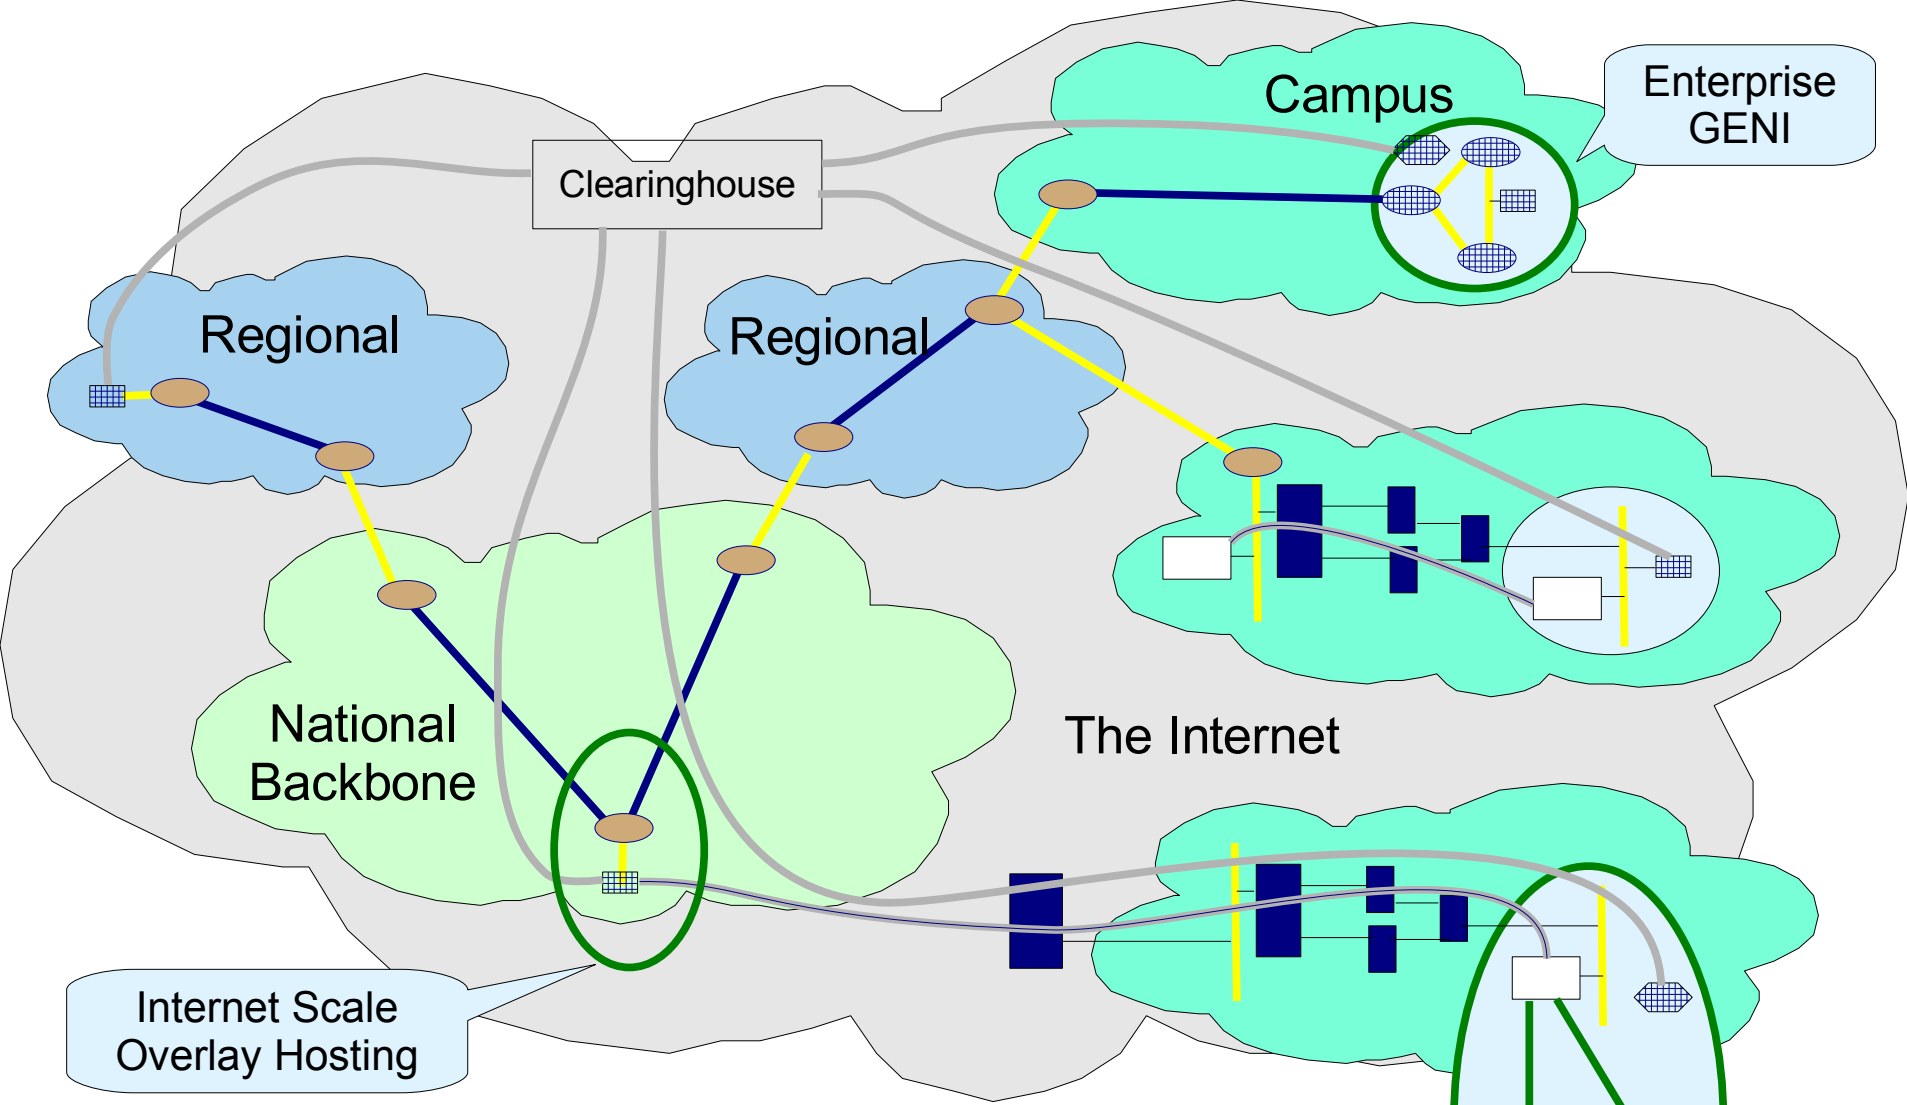 Campus
Enterprise
GENI
Clearinghouse
Regional
Regional
National
Backbone
The Internet
Internet Scale
Overlay Hosting